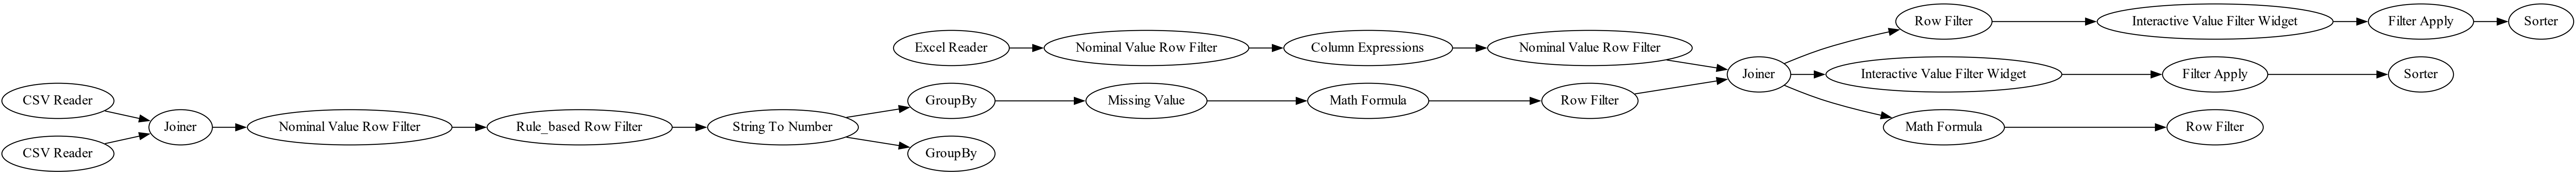 Row Filter
Interactive Value Filter Widget
Filter Apply
Sorter
Excel Reader
Nominal Value Row Filter
Column Expressions
Nominal Value Row Filter
Joiner
Interactive Value Filter Widget
Filter Apply
Sorter
CSV Reader
GroupBy
Missing Value
Math Formula
Row Filter
Joiner
Nominal Value Row Filter
Rule_based Row Filter
String To Number
Math Formula
Row Filter
CSV Reader
GroupBy